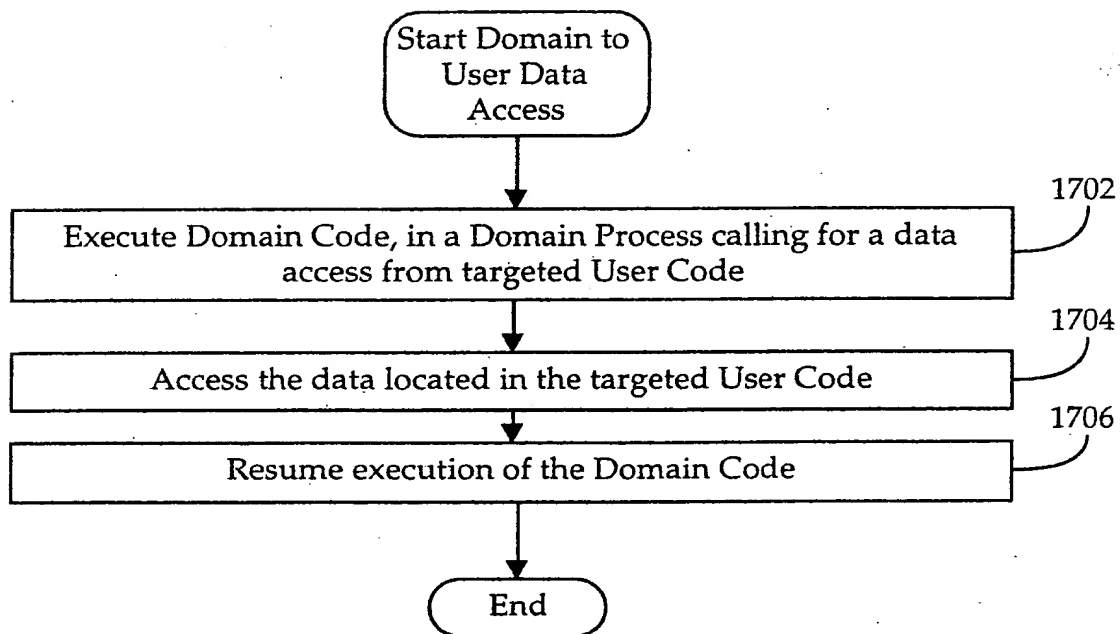 Start Domain to
User Data
Access
1702
Execute Domain Code, in a Domain Process calling for a data
access from targeted User Code
1704
Access the data located in the targeted User Code
1706
Resume execution of the Domain Code
End